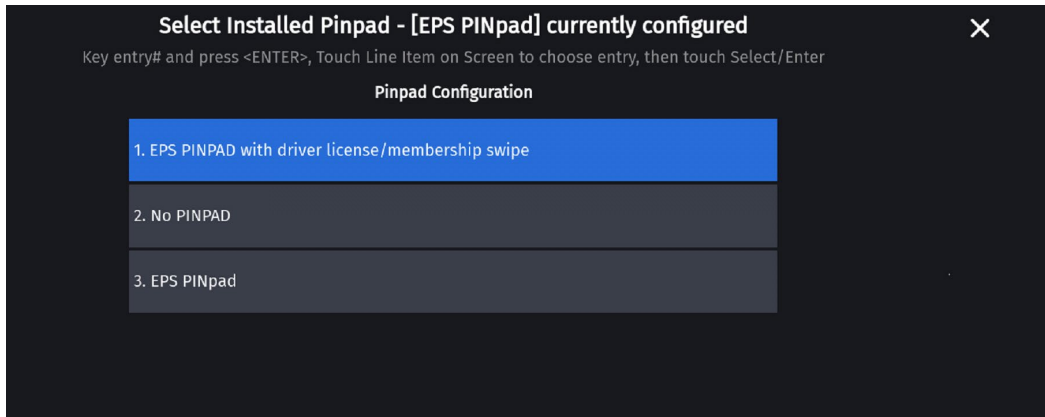 Select Installed Pinpad - [EPS PINpad] currently configured
Key entry# and press <ENTER>, Touch Line Item on Screen to choose entry, then touch Select/Enter
Pinpad Configuration
1. EPS PINPAD with driver license/membership swipe
2. No PINPAD
3. EPS PINpad